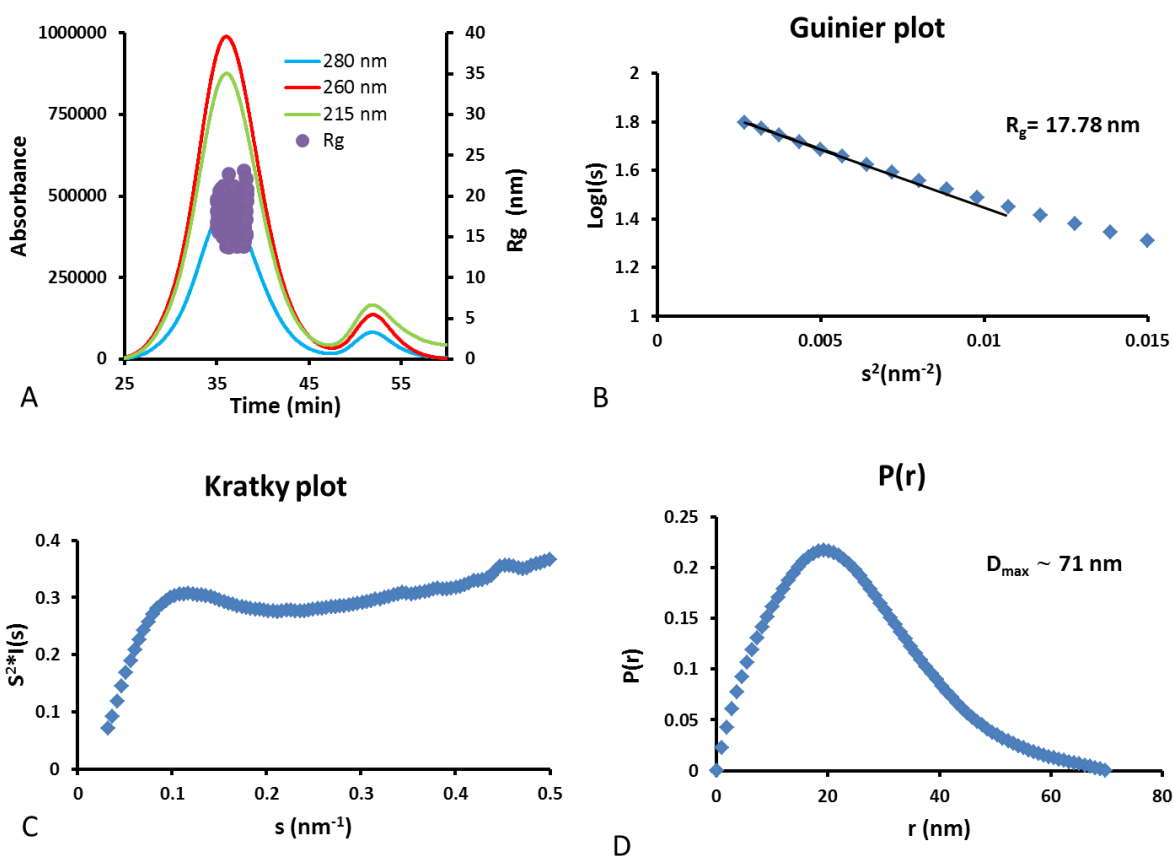 1000000
750000
500000
250000
0
Absorbance
40
35
30
25
20
15
10
5
0
Rg (nm)
280 nm
260 nm
215 nm
Rg
25
35
45
55
Time (min)
A
Guinier plot
2
1.8
1.6
1.4
1.2
1
LogI(s)
Rg= 17.78 nm
0
0.005
0.01
0.015
s²(nm⁻²)
B
Kratky plot
0.4
0.3
0.2
0.1
0
S²*I(s)
0
0.1
0.2
0.3
0.4
0.5
s (nm⁻¹)
C
P(r)
0.25
0.2
0.15
0.1
0.05
0
P(r)
Dmax ~ 71 nm
0
20
40
60
80
r (nm)
D